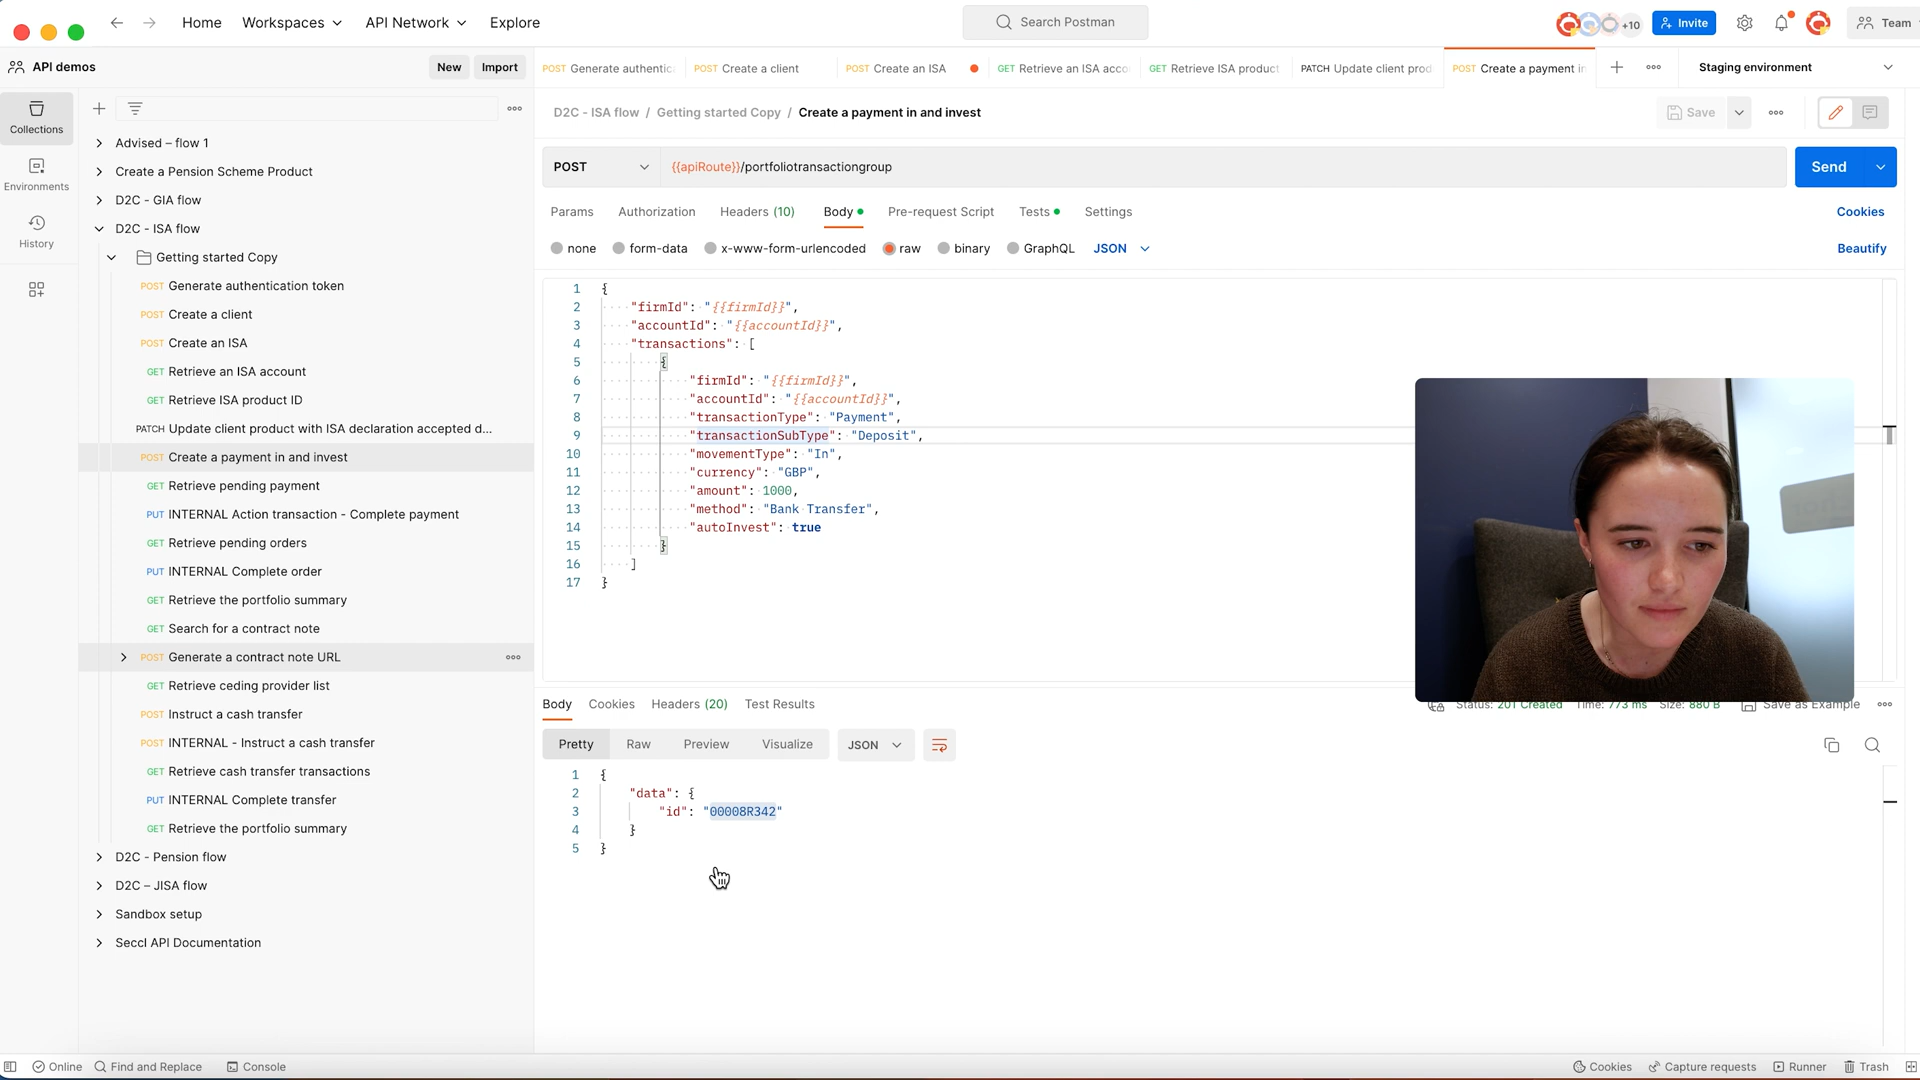 Home
Workspaces
API Network
Explore
Search Postman
+10
Invite
Team
API demos
New
Import
POST Generate authentic
POST Create a client
POST Create an ISA
GET Retrieve an ISA acco
GET Retrieve ISA product
PATCH Update client prod
POST Create a payment in
Staging environment
Collections
Environments
History
Advised – flow 1
Create a Pension Scheme Product
D2C - GIA flow
D2C - ISA flow
Getting started Copy
POST Generate authentication token
POST Create a client
POST Create an ISA
GET Retrieve an ISA account
GET Retrieve ISA product ID
PATCH Update client product with ISA declaration accepted d...
POST Create a payment in and invest
GET Retrieve pending payment
PUT INTERNAL Action transaction - Complete payment
GET Retrieve pending orders
PUT INTERNAL Complete order
GET Retrieve the portfolio summary
GET Search for a contract note
POST Generate a contract note URL
GET Retrieve ceding provider list
POST Instruct a cash transfer
POST INTERNAL - Instruct a cash transfer
GET Retrieve cash transfer transactions
PUT INTERNAL Complete transfer
GET Retrieve the portfolio summary
D2C - Pension flow
D2C – JISA flow
Sandbox setup
Seccl API Documentation
D2C - ISA flow / Getting started Copy / Create a payment in and invest
Save
POST
{{apiRoute}}/portfoliotransactiongroup
Send
Params
Authorization
Headers (10)
Body
Pre-request Script
Tests
Settings
Cookies
none
form-data
x-www-form-urlencoded
raw
binary
GraphQL
JSON
Beautify
1 {
2 "firmId": "{{firmId}}",
3 "accountId": "{{accountId}}",
4 "transactions": [
5 {
6 "firmId": "{{firmId}}",
7 "accountId": "{{accountId}}",
8 "transactionType": "Payment",
9 "transactionSubType": "Deposit",
10 "movementType": "In",
11 "currency": "GBP",
12 "amount": 1000,
13 "method": "Bank Transfer",
14 "autoInvest": true
15 }
16 ]
17 }
Body
Cookies
Headers (20)
Test Results
Status: 201 Created
Time: 773 ms
Size: 880 B
Save as Example
Pretty
Raw
Preview
Visualize
JSON
1 {
2 "data": {
3 "id": "00008R342"
4 }
5 }
Online
Find and Replace
Console
Cookies
Capture requests
Runner
Trash